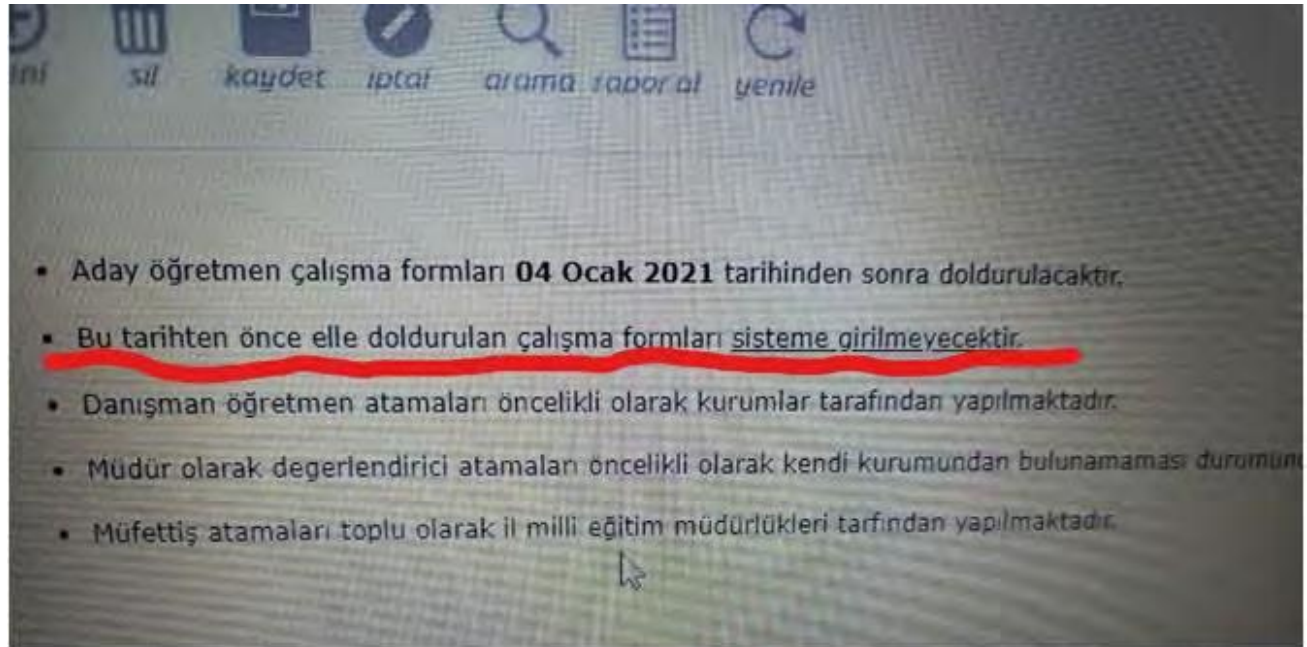 sil kaydet iptal arama rapor al yenile
• Aday öğretmen çalışma formları 04 Ocak 2021 tarihinden sonra doldurulacaktır.
• Bu tarihten önce elle doldurulan çalışma formları sisteme girilmeyecektir.
• Danışman öğretmen atamaları öncelikli olarak kurumlar tarafından yapılmaktadır.
• Müdür olarak degerlendirici atamaları öncelikli olarak kendi kurumundan bulunamaması
• Müfettiş atamaları toplu olarak il milli eğitim müdürlükleri tarfından yapılmaktadır.